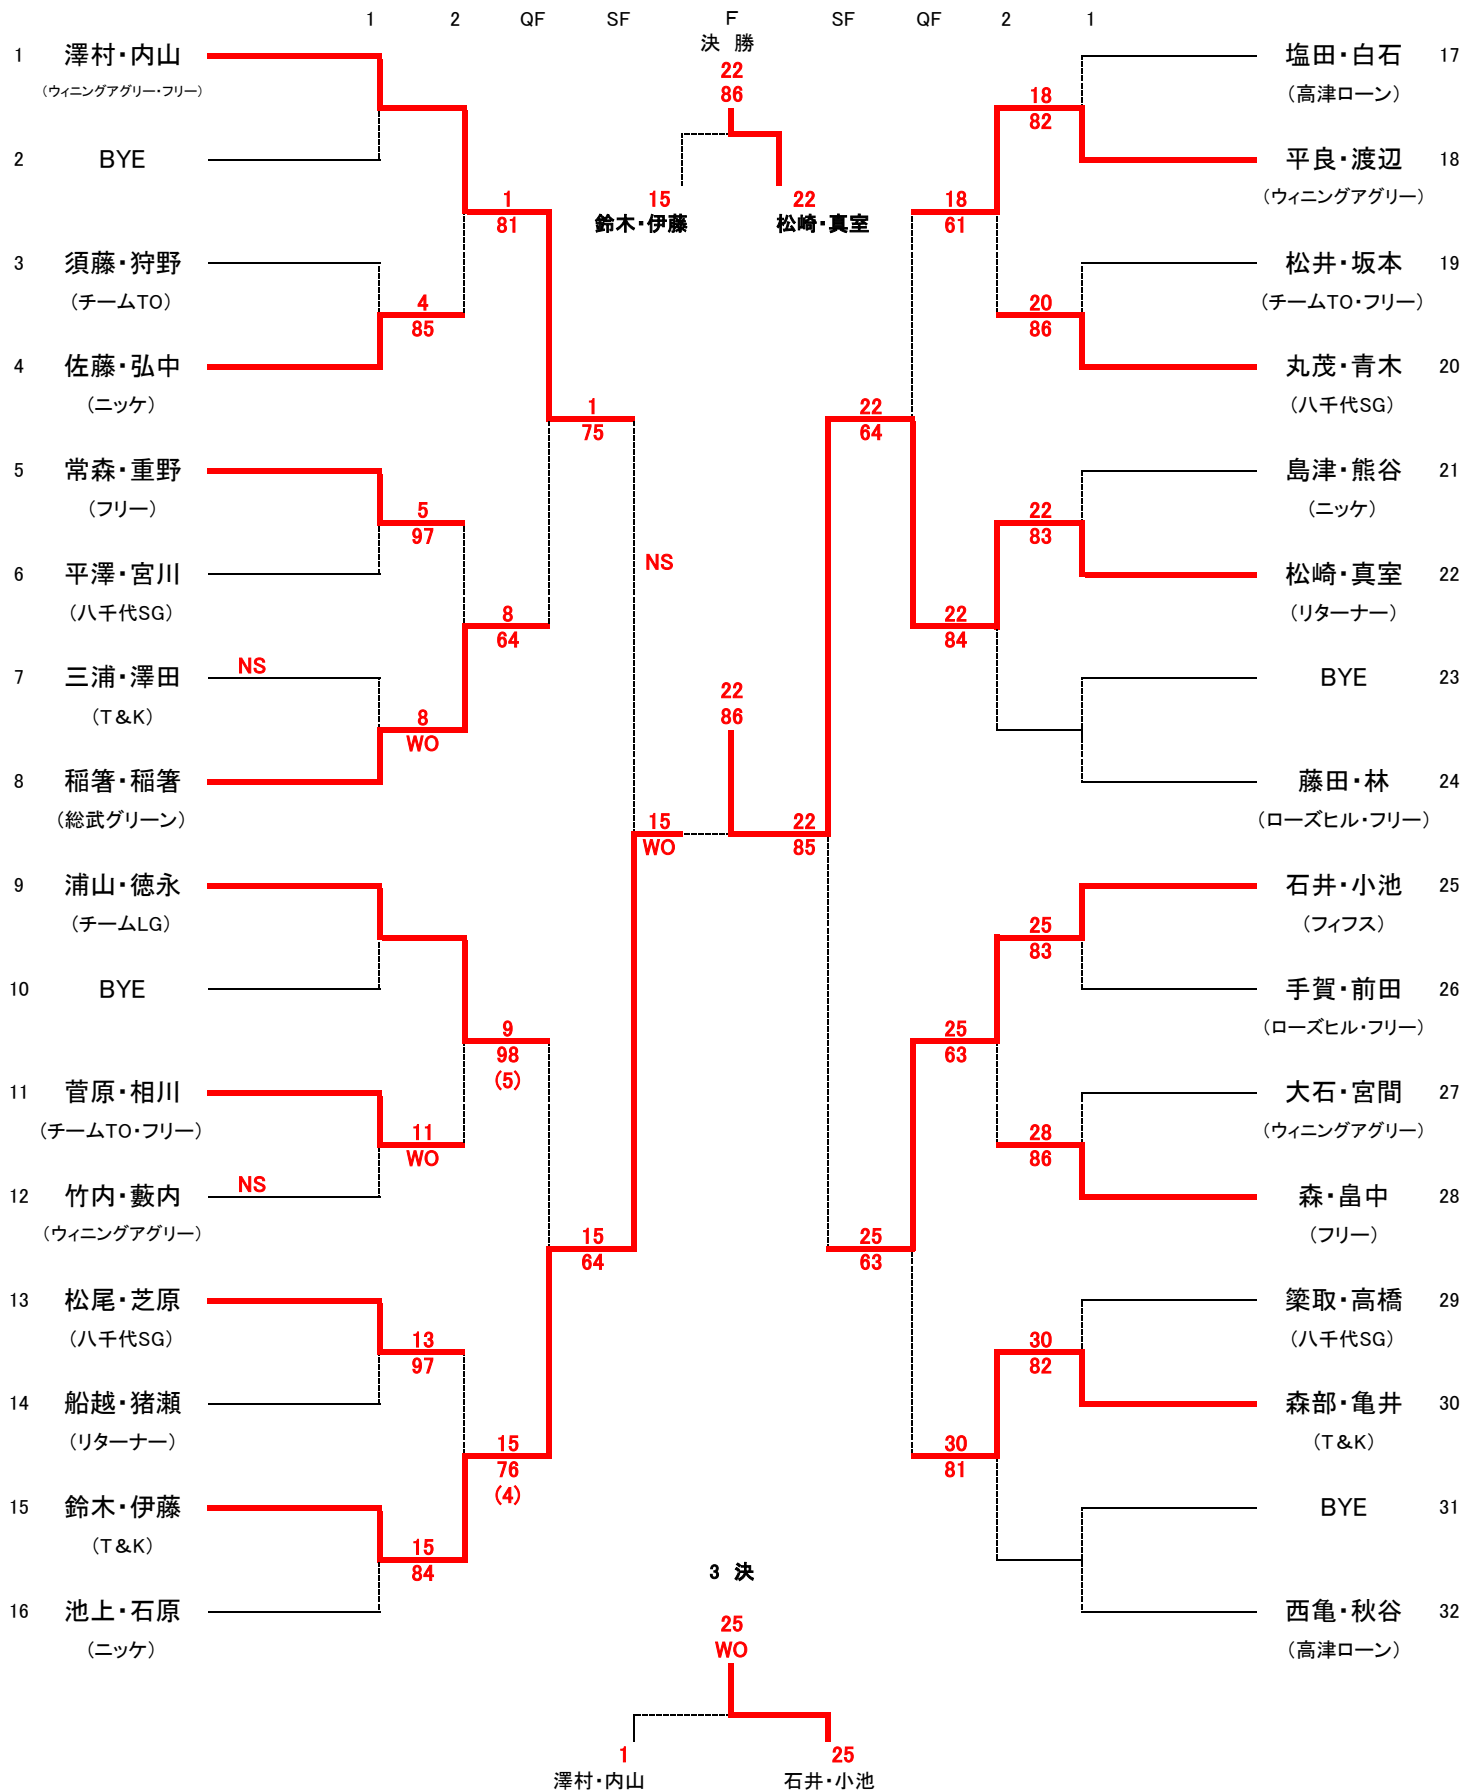 1 2 QF SF F SF QF 2 1
決 勝
22
86
15 22
鈴木・伊藤 松崎・真室
1 澤村・内山
(ウィニングアグリー・フリー)
2 BYE
3 須藤・狩野
(チームTO)
4 佐藤・弘中
(ニッケ)
5 常森・重野
(フリー)
6 平澤・宮川
(八千代SG)
7 三浦・澤田 NS
(T&K)
8 稲箸・稲箸
(総武グリーン)
9 浦山・徳永
(チームLG)
10 BYE
11 菅原・相川
(チームTO・フリー)
12 竹内・藪内 NS
(ウィニングアグリー)
13 松尾・芝原
(八千代SG)
14 船越・猪瀬
(リターナー)
15 鈴木・伊藤
(T&K)
16 池上・石原
(ニッケ)
4
85
5
97
8
WO
11
WO
13
97
15
84
1
81
8
64
9
98
(5)
15
76
(4)
1
75
15
64
NS
15
WO
22
86
22
85
22
64
25
63
18
61
22
84
25
63
30
81
18
82
20
86
22
83
25
83
28
86
30
82
塩田・白石 17
(高津ローン)
平良・渡辺 18
(ウィニングアグリー)
松井・坂本 19
(チームTO・フリー)
丸茂・青木 20
(八千代SG)
島津・熊谷 21
(ニッケ)
松崎・真室 22
(リターナー)
BYE 23
藤田・林 24
(ローズヒル・フリー)
石井・小池 25
(フィフス)
手賀・前田 26
(ローズヒル・フリー)
大石・宮間 27
(ウィニングアグリー)
森・畠中 28
(フリー)
簗取・高橋 29
(八千代SG)
森部・亀井 30
(T&K)
BYE 31
西亀・秋谷 32
(高津ローン)
3 決
25
WO
1 25
澤村・内山 石井・小池